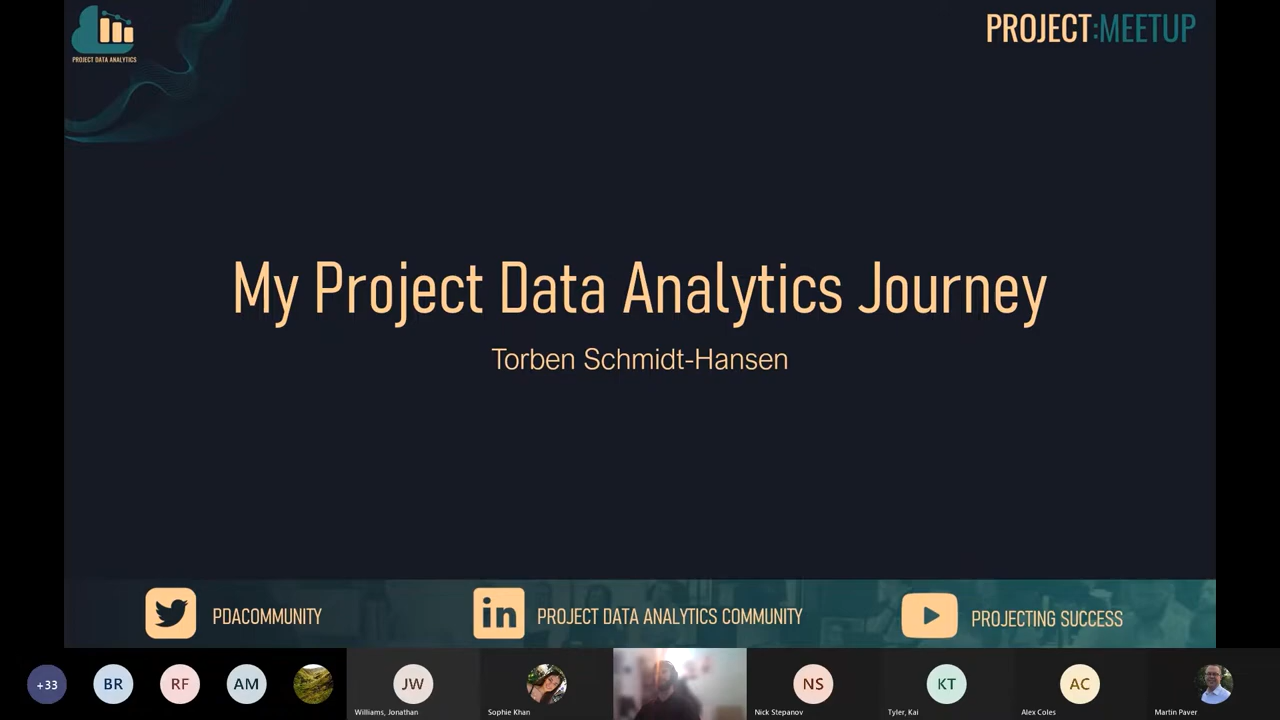 PROJECT DATA ANALYTICS
PROJECT:MEETUP
My Project Data Analytics Journey
Torben Schmidt-Hansen
PDACOMMUNITY
in
PROJECT DATA ANALYTICS COMMUNITY
PROJECTING SUCCESS
+33
BR
RF
AM
JW
NS
KT
AC
Williams, Jonathan
Sophie Khan
Nick Stepanov
Tyler, Kai
Alex Coles
Martin Paver